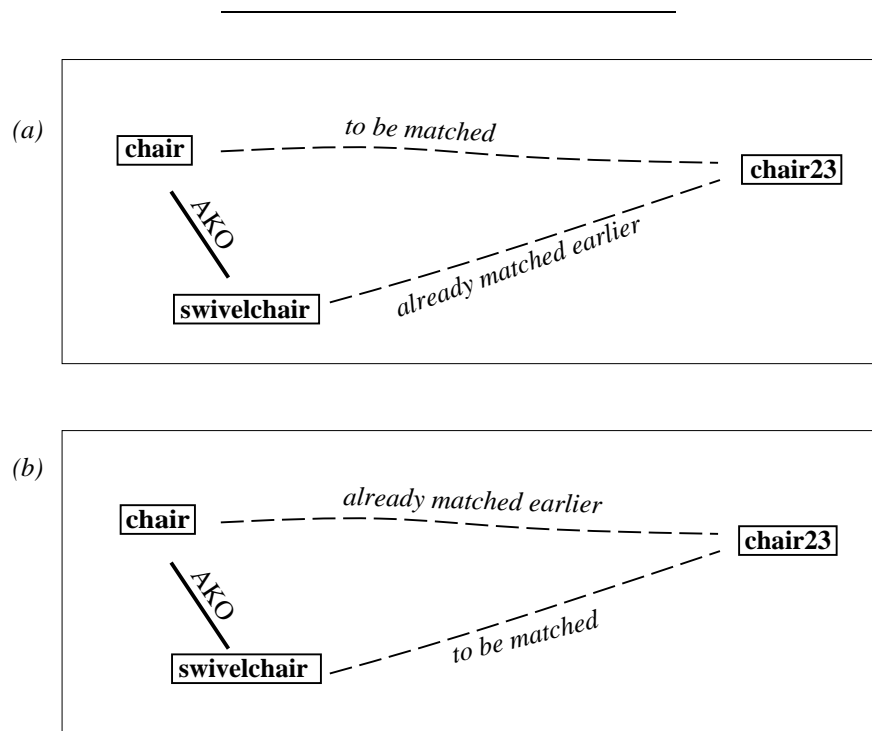 (a)
to be matched
chair
chair23
AKO
already matched earlier
swivelchair
(b)
already matched earlier
chair
chair23
AKO
to be matched
swivelchair